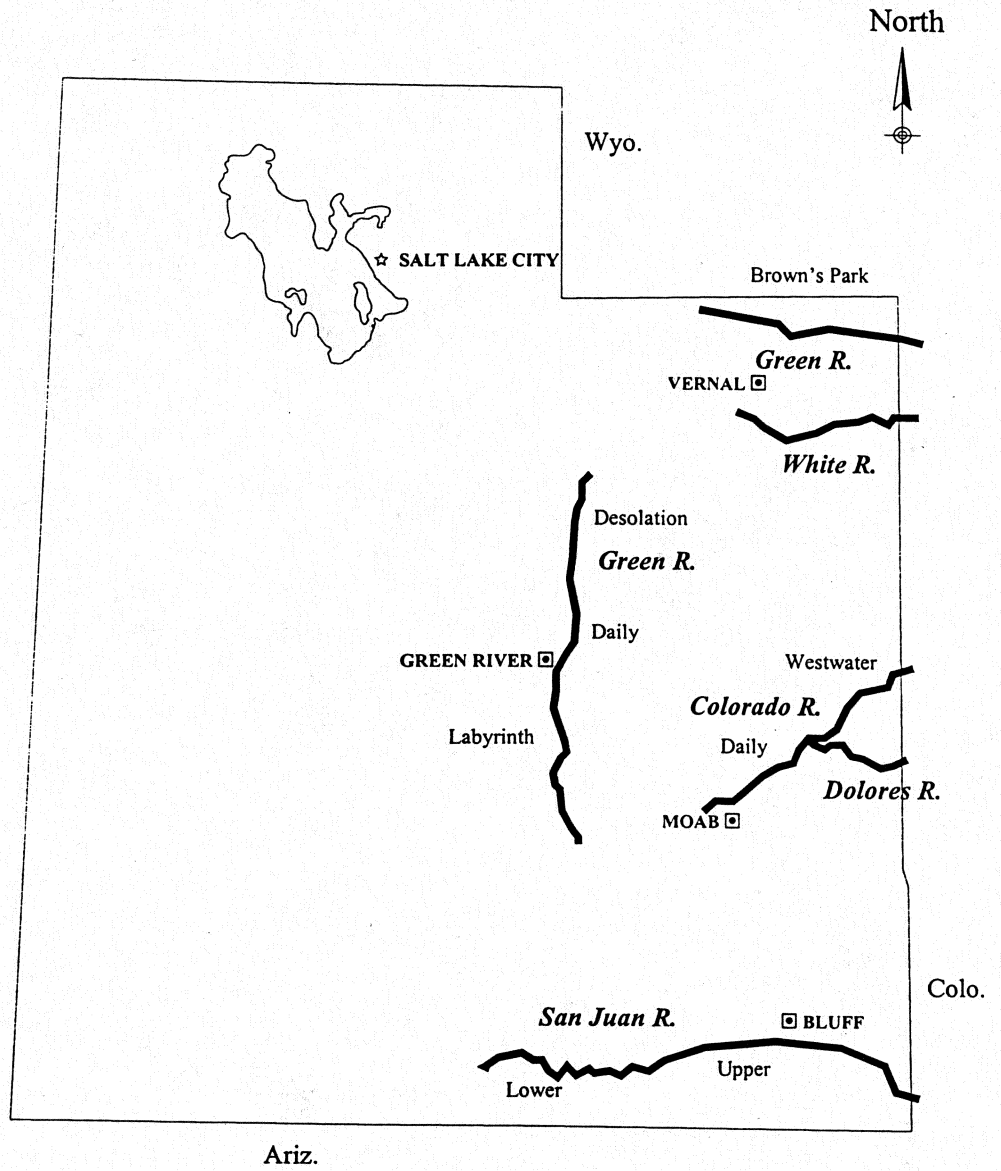 North
Wyo.
SALT LAKE CITY
Brown's Park
Green R.
VERNAL
White R.
Desolation
Green R.
Daily
GREEN RIVER
Westwater
Colorado R.
Labyrinth
Daily
Dolores R.
MOAB
Colo.
San Juan R.
BLUFF
Upper
Lower
Ariz.